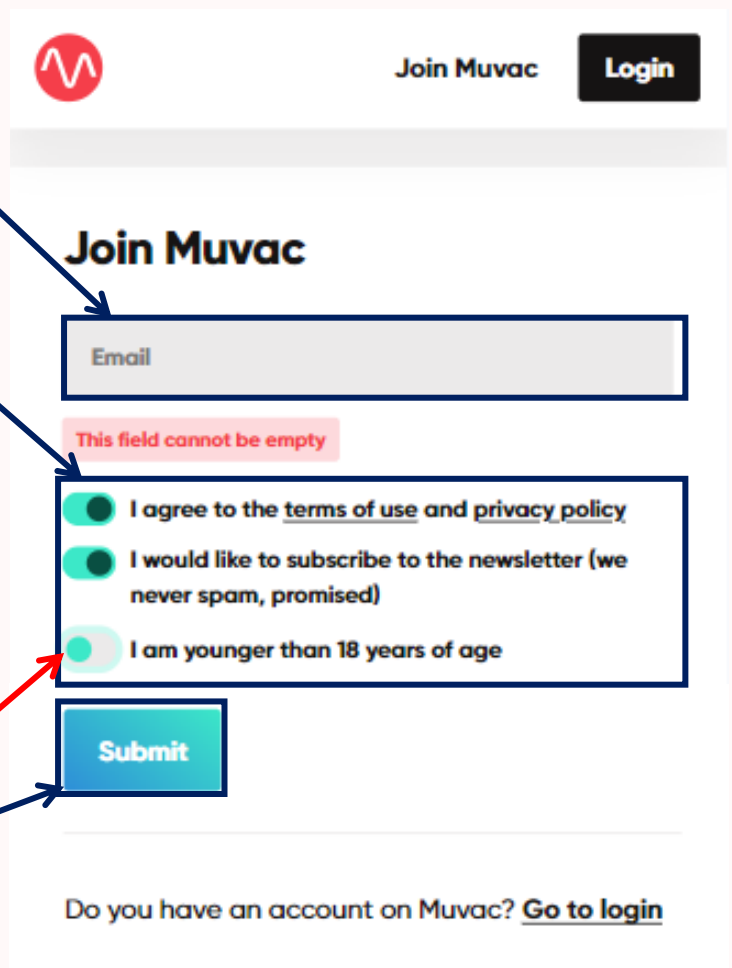 Join Muvac
Login
Join Muvac
Email
This field cannot be empty
I agree to the terms of use and privacy policy
I would like to subscribe to the newsletter (we
never spam, promised)
I am younger than 18 years of age
Submit
Do you have an account on Muvac? Go to login